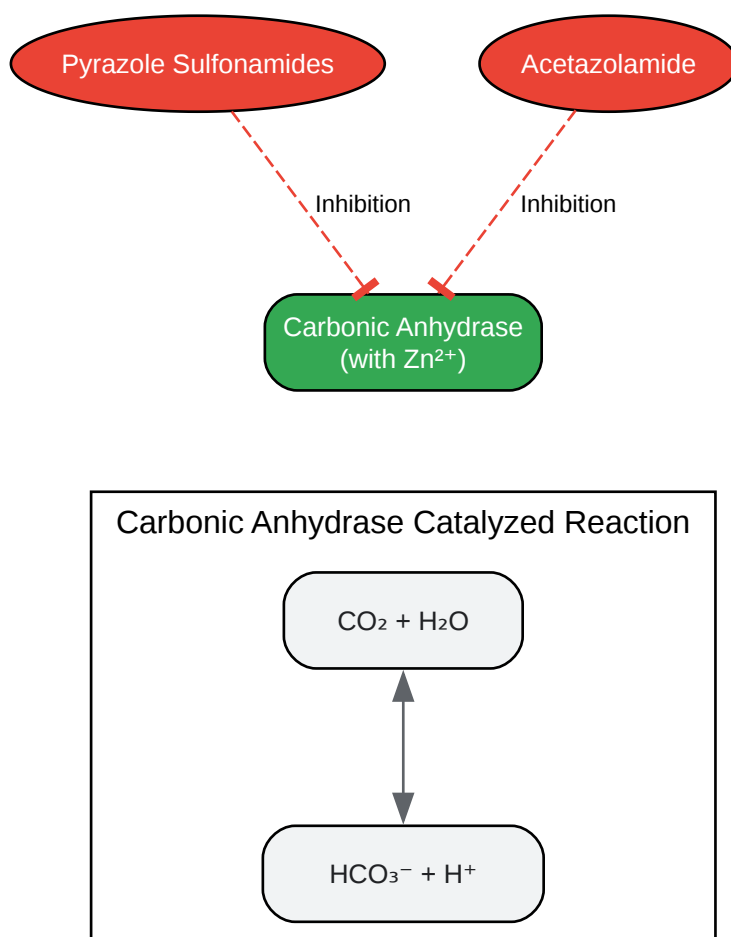 Pyrazole Sulfonamides
Acetazolamide
Inhibition
Inhibition
Carbonic Anhydrase
(with Zn²⁺)
Carbonic Anhydrase Catalyzed Reaction
CO₂ + H₂O
HCO₃⁻ + H⁺